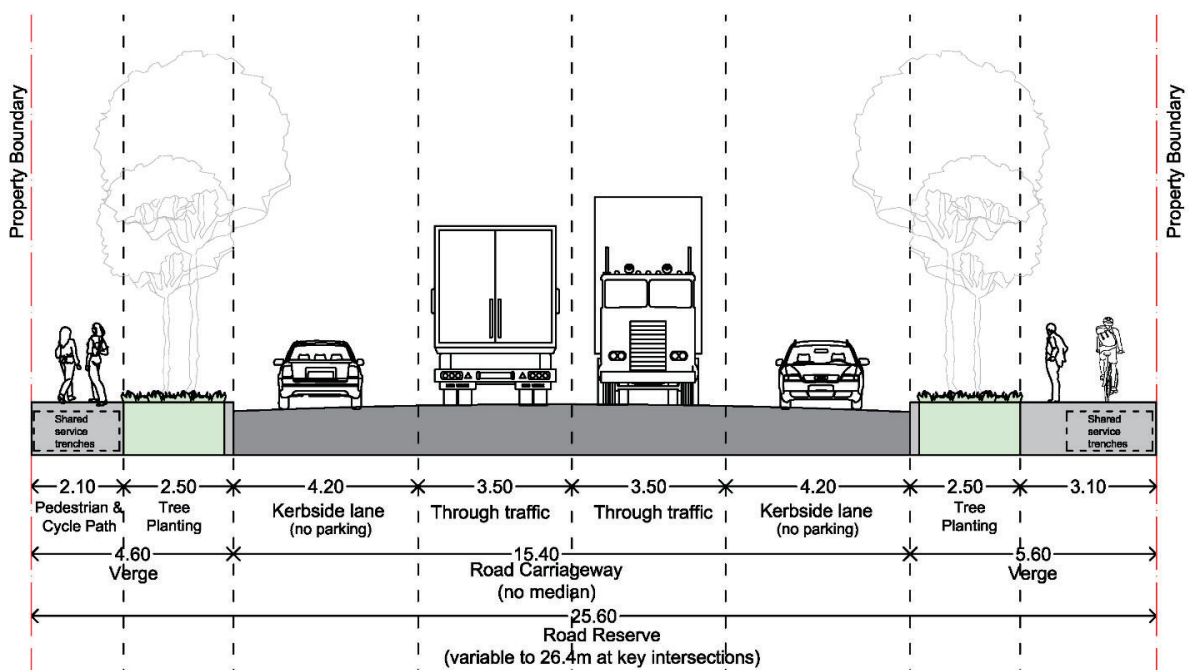 Property Boundary
Property Boundary
Shared
service
trenches
Shared
service
trenches
2.10
2.50
4.20
3.50
3.50
4.20
2.50
3.10
Pedestrian &
Cycle Path
Tree
Planting
Kerbside lane
(no parking)
Through traffic
Through traffic
Kerbside lane
(no parking)
Tree
Planting
4.60
Verge
15.40
Road Carriageway
(no median)
5.60
Verge
25.60
Road Reserve
(variable to 26.4m at key intersections)